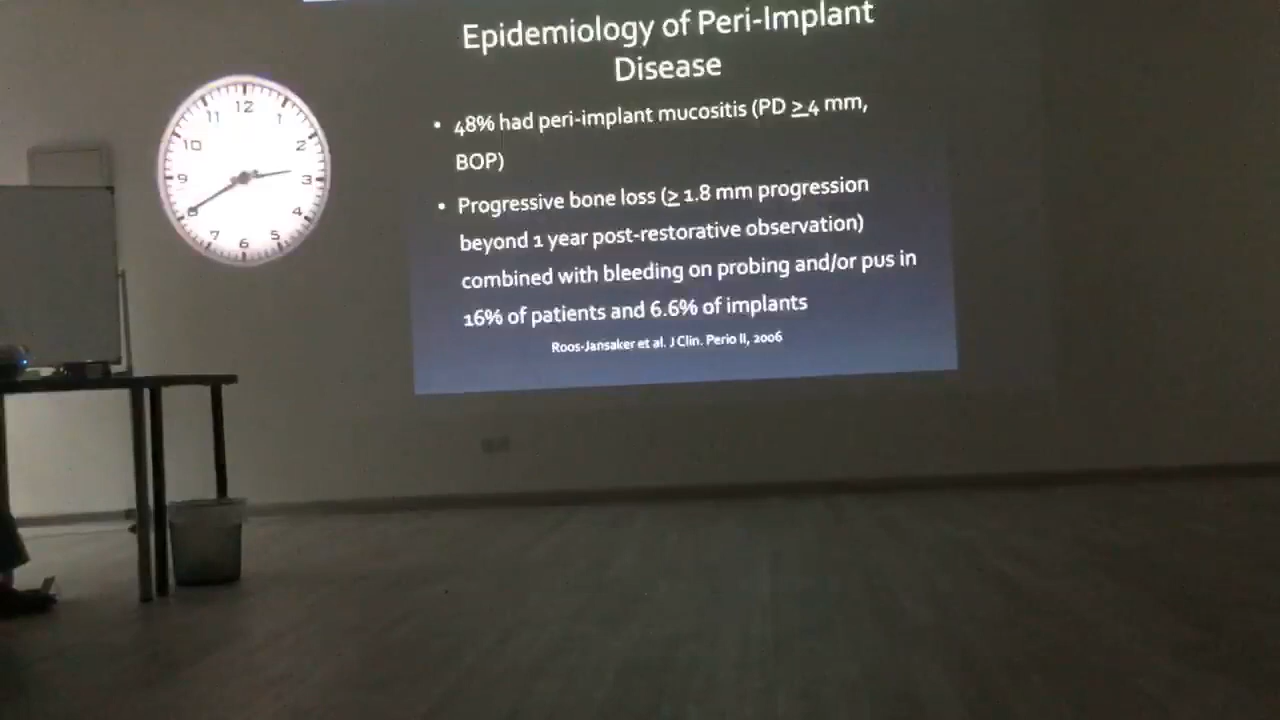 Epidemiology of Peri-Implant
Disease
• 48% had peri-implant mucositis (PD ≥4 mm,
BOP)
• Progressive bone loss (≥ 1.8 mm progression
beyond 1 year post-restorative observation)
combined with bleeding on probing and/or pus in
16% of patients and 6.6% of implants
Roos-Jansaker et al. J Clin. Perio II, 2006
12
11 1
10 2
9 3
8 4
7 5
6